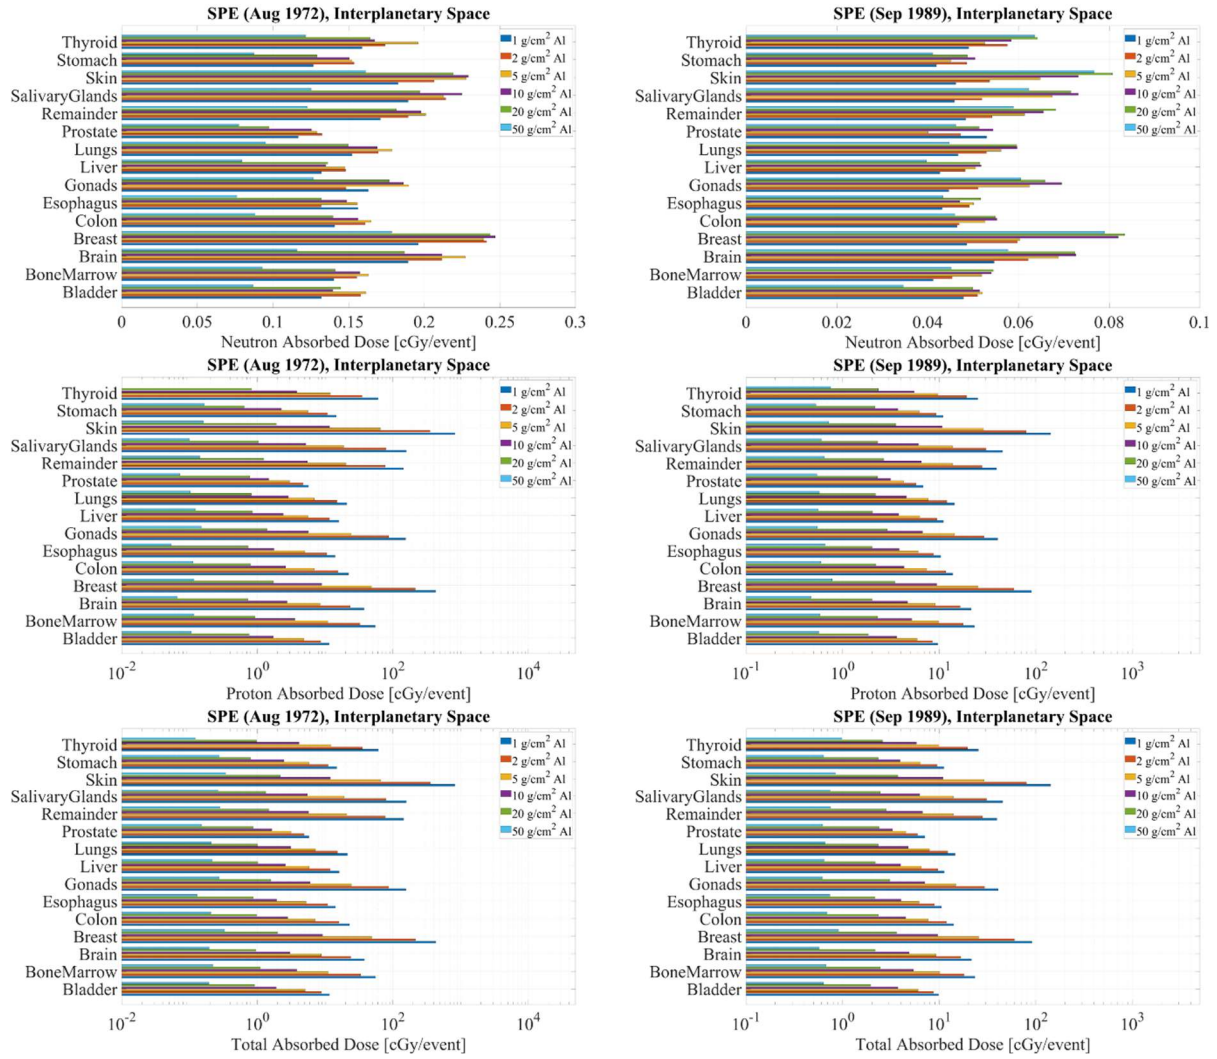 SPE (Aug 1972), Interplanetary Space
Thyroid
Stomach
Skin
SalivaryGlands
Remainder
Prostate
Lungs
Liver
Gonads
Esophagus
Colon
Breast
Brain
BoneMarrow
Bladder
1 g/cm² Al
2 g/cm² Al
5 g/cm² Al
10 g/cm² Al
20 g/cm² Al
50 g/cm² Al
0 0.05 0.1 0.15 0.2 0.25 0.3
Neutron Absorbed Dose [cGy/event]
SPE (Sep 1989), Interplanetary Space
Thyroid
Stomach
Skin
SalivaryGlands
Remainder
Prostate
Lungs
Liver
Gonads
Esophagus
Colon
Breast
Brain
BoneMarrow
Bladder
1 g/cm² Al
2 g/cm² Al
5 g/cm² Al
10 g/cm² Al
20 g/cm² Al
50 g/cm² Al
0 0.02 0.04 0.06 0.08 0.1
Neutron Absorbed Dose [cGy/event]
SPE (Aug 1972), Interplanetary Space
Thyroid
Stomach
Skin
SalivaryGlands
Remainder
Prostate
Lungs
Liver
Gonads
Esophagus
Colon
Breast
Brain
BoneMarrow
Bladder
1 g/cm² Al
2 g/cm² Al
5 g/cm² Al
10 g/cm² Al
20 g/cm² Al
50 g/cm² Al
10⁻² 10⁰ 10² 10⁴
Proton Absorbed Dose [cGy/event]
SPE (Sep 1989), Interplanetary Space
Thyroid
Stomach
Skin
SalivaryGlands
Remainder
Prostate
Lungs
Liver
Gonads
Esophagus
Colon
Breast
Brain
BoneMarrow
Bladder
1 g/cm² Al
2 g/cm² Al
5 g/cm² Al
10 g/cm² Al
20 g/cm² Al
50 g/cm² Al
10⁻¹ 10⁰ 10¹ 10² 10³
Proton Absorbed Dose [cGy/event]
SPE (Aug 1972), Interplanetary Space
Thyroid
Stomach
Skin
SalivaryGlands
Remainder
Prostate
Lungs
Liver
Gonads
Esophagus
Colon
Breast
Brain
BoneMarrow
Bladder
1 g/cm² Al
2 g/cm² Al
5 g/cm² Al
10 g/cm² Al
20 g/cm² Al
50 g/cm² Al
10⁻² 10⁰ 10² 10⁴
Total Absorbed Dose [cGy/event]
SPE (Sep 1989), Interplanetary Space
Thyroid
Stomach
Skin
SalivaryGlands
Remainder
Prostate
Lungs
Liver
Gonads
Esophagus
Colon
Breast
Brain
BoneMarrow
Bladder
1 g/cm² Al
2 g/cm² Al
5 g/cm² Al
10 g/cm² Al
20 g/cm² Al
50 g/cm² Al
10⁻¹ 10⁰ 10¹ 10² 10³
Total Absorbed Dose [cGy/event]